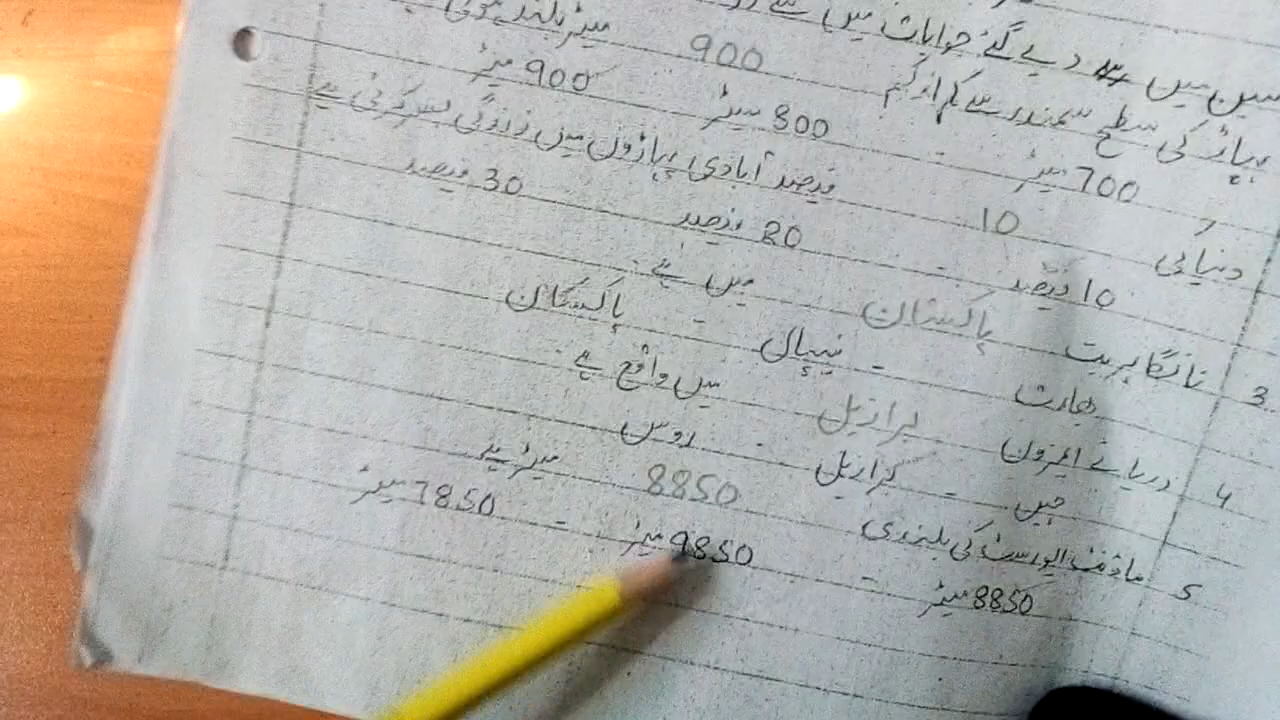 میں دیے گئے جوابات میں سے
پہاڑ کی سطح سمندر سے کم از کم 900 میٹر بلند ہوتی
700 میٹر - 800 میٹر 900 میٹر
دنیا کی 10 فیصد آبادی پہاڑوں میں زندگی بسر کرتی ہے
10 فیصد - 20 فیصد 30 فیصد
3. نانگا پربت پاکستان میں ہے -
بھارت - نیپال - پاکستان
4 دریائے ایمزون برازیل میں واقع ہے -
چین - برازیل - روس
5 ماؤنٹ ایورسٹ کی بلندی 8850 میٹر ہے
8850 میٹر - 9850 میٹر - 7850 میٹر